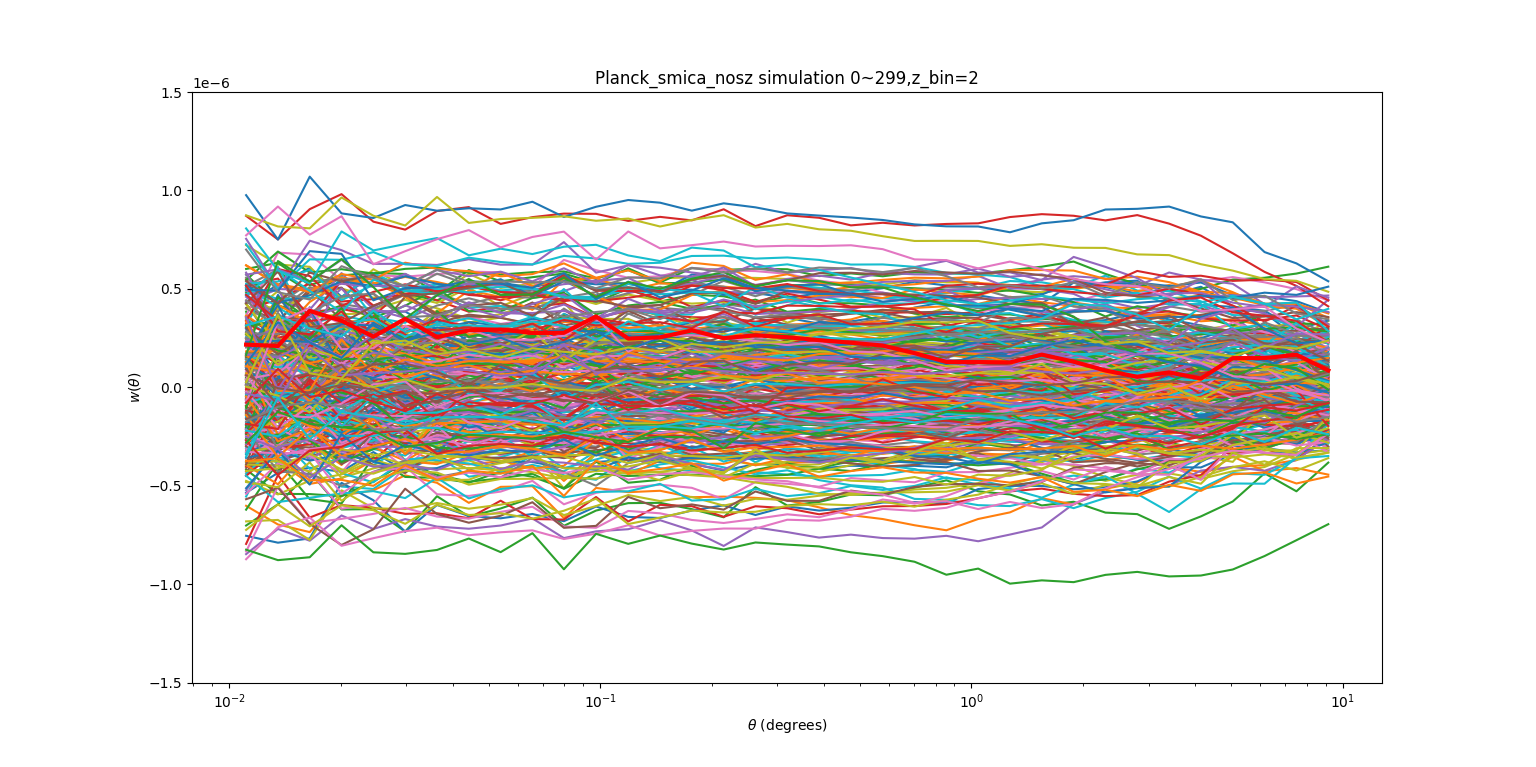 Planck_smica_nosz simulation 0~299,z_bin=2
1e−6
1.5
1.0
0.5
0.0
−0.5
−1.0
−1.5
w(θ)
10⁻² 10⁻¹ 10⁰ 10¹
θ (degrees)